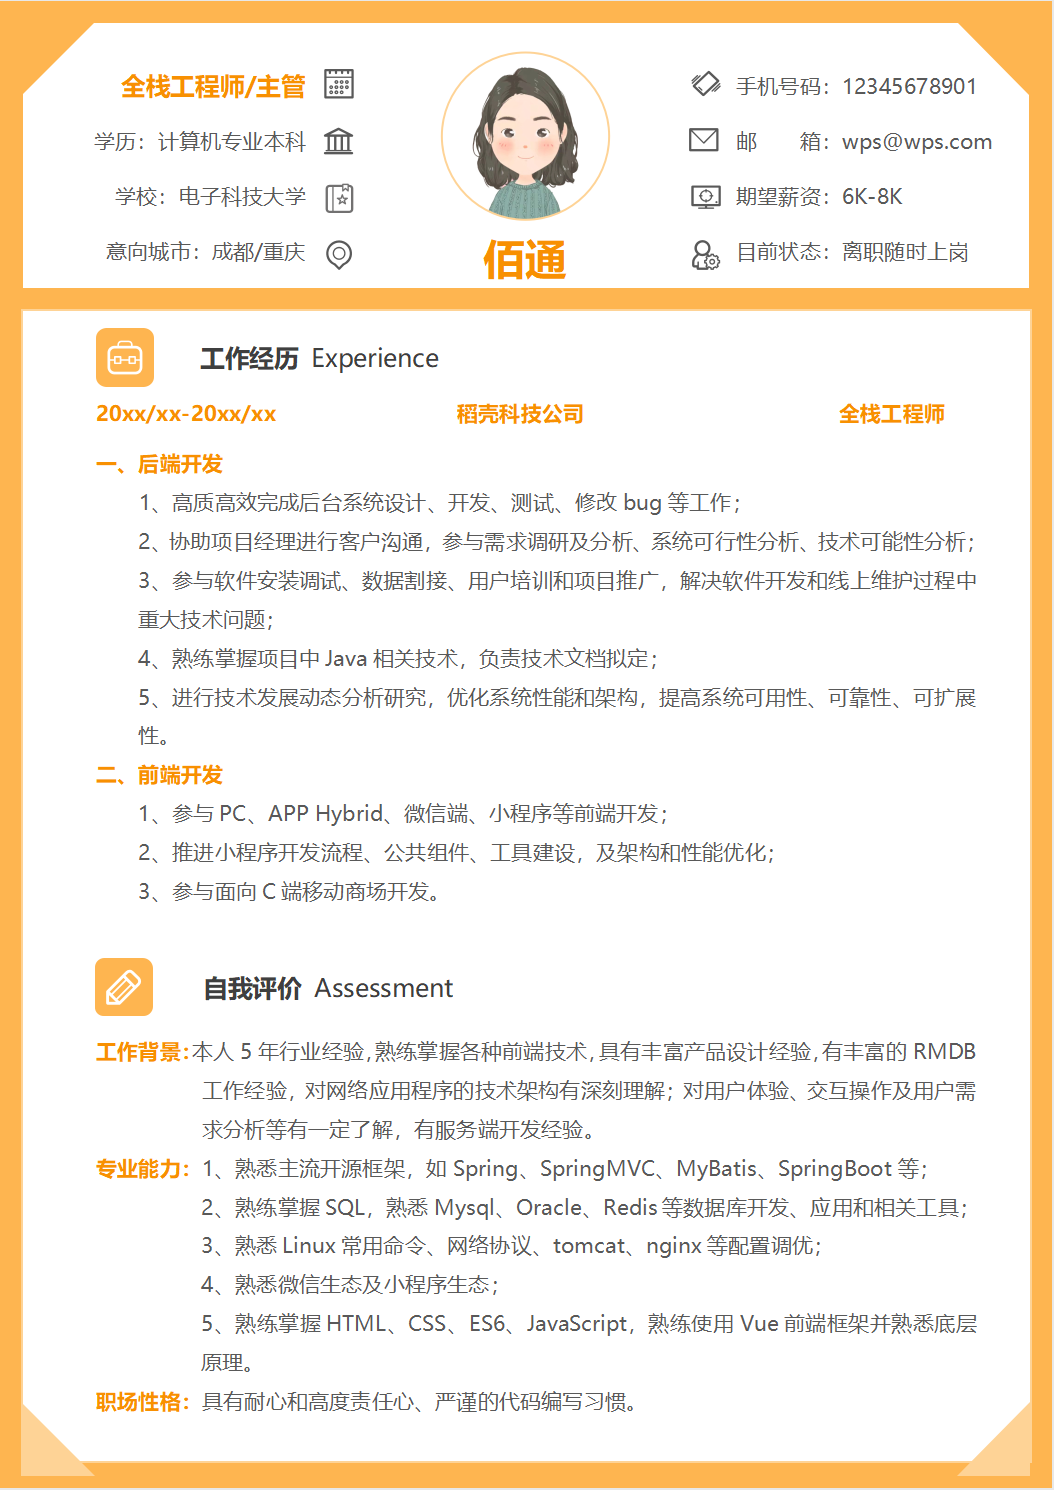 全栈工程师/主管
学历：计算机专业本科
学校：电子科技大学
意向城市：成都/重庆
佰通
手机号码：12345678901
邮　　箱：wps@wps.com
期望薪资：6K-8K
目前状态：离职随时上岗
工作经历 Experience
20xx/xx-20xx/xx 稻壳科技公司 全栈工程师
一、后端开发
1、高质高效完成后台系统设计、开发、测试、修改 bug 等工作；
2、协助项目经理进行客户沟通，参与需求调研及分析、系统可行性分析、技术可能性分析；
3、参与软件安装调试、数据割接、用户培训和项目推广，解决软件开发和线上维护过程中
重大技术问题；
4、熟练掌握项目中 Java 相关技术，负责技术文档拟定；
5、进行技术发展动态分析研究，优化系统性能和架构，提高系统可用性、可靠性、可扩展
性。
二、前端开发
1、参与 PC、APP Hybrid、微信端、小程序等前端开发；
2、推进小程序开发流程、公共组件、工具建设，及架构和性能优化；
3、参与面向 C 端移动商场开发。
自我评价 Assessment
工作背景：本人 5 年行业经验，熟练掌握各种前端技术，具有丰富产品设计经验，有丰富的 RMDB
工作经验，对网络应用程序的技术架构有深刻理解；对用户体验、交互操作及用户需
求分析等有一定了解，有服务端开发经验。
专业能力：1、熟悉主流开源框架，如 Spring、SpringMVC、MyBatis、SpringBoot 等；
2、熟练掌握 SQL，熟悉 Mysql、Oracle、Redis 等数据库开发、应用和相关工具；
3、熟悉 Linux 常用命令、网络协议、tomcat、nginx 等配置调优；
4、熟悉微信生态及小程序生态；
5、熟练掌握 HTML、CSS、ES6、JavaScript，熟练使用 Vue 前端框架并熟悉底层
原理。
职场性格：具有耐心和高度责任心、严谨的代码编写习惯。